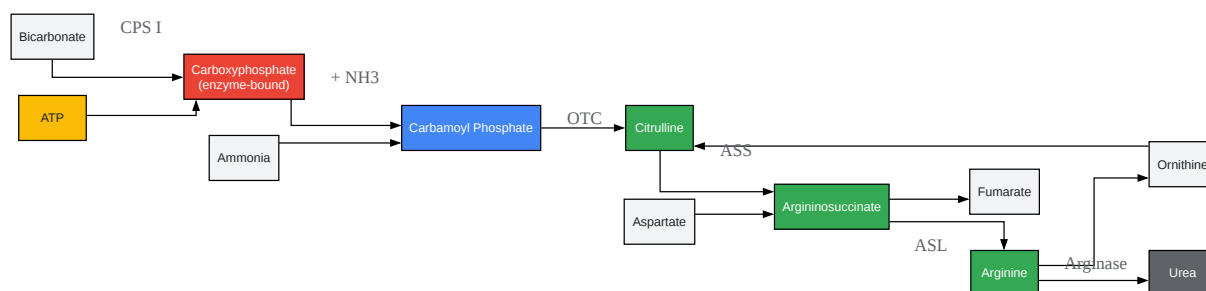 Bicarbonate
CPS I
Carboxyphosphate
(enzyme-bound)
+ NH3
ATP
Carbamoyl Phosphate
OTC
Citrulline
Ammonia
ASS
Ornithine
Fumarate
Argininosuccinate
Aspartate
ASL
Arginine
Arginase
Urea